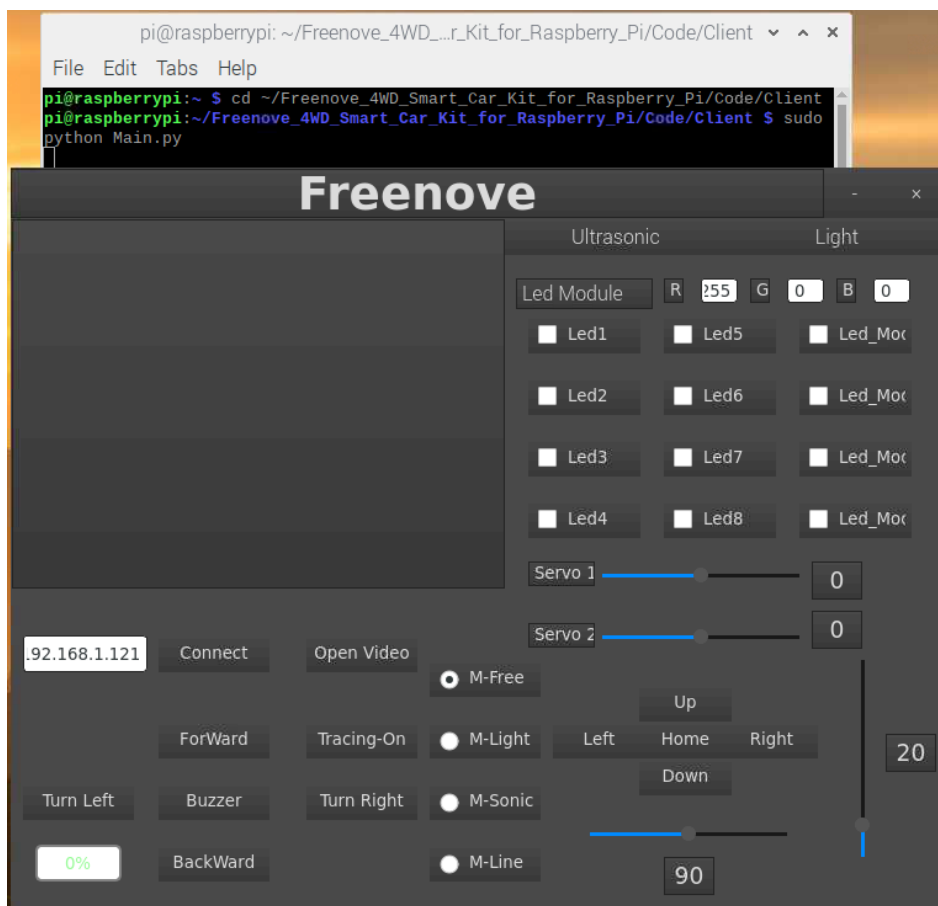 pi@raspberrypi: ~/Freenove_4WD_...r_Kit_for_Raspberry_Pi/Code/Client
File Edit Tabs Help
pi@raspberrypi:~ $ cd ~/Freenove_4WD_Smart_Car_Kit_for_Raspberry_Pi/Code/Client
pi@raspberrypi:~/Freenove_4WD_Smart_Car_Kit_for_Raspberry_Pi/Code/Client $ sudo
python Main.py
Freenove - ×
Ultrasonic Light
Led Module R 255 G 0 B 0
Led1 Led5 Led_Mod
Led2 Led6 Led_Mod
Led3 Led7 Led_Mod
Led4 Led8 Led_Mod
Servo 1 0
Servo 2 0
.92.168.1.121 Connect Open Video
M-Free
Up
ForWard Tracing-On M-Light Left Home Right
20
Down
Turn Left Buzzer Turn Right M-Sonic
0% BackWard M-Line
90